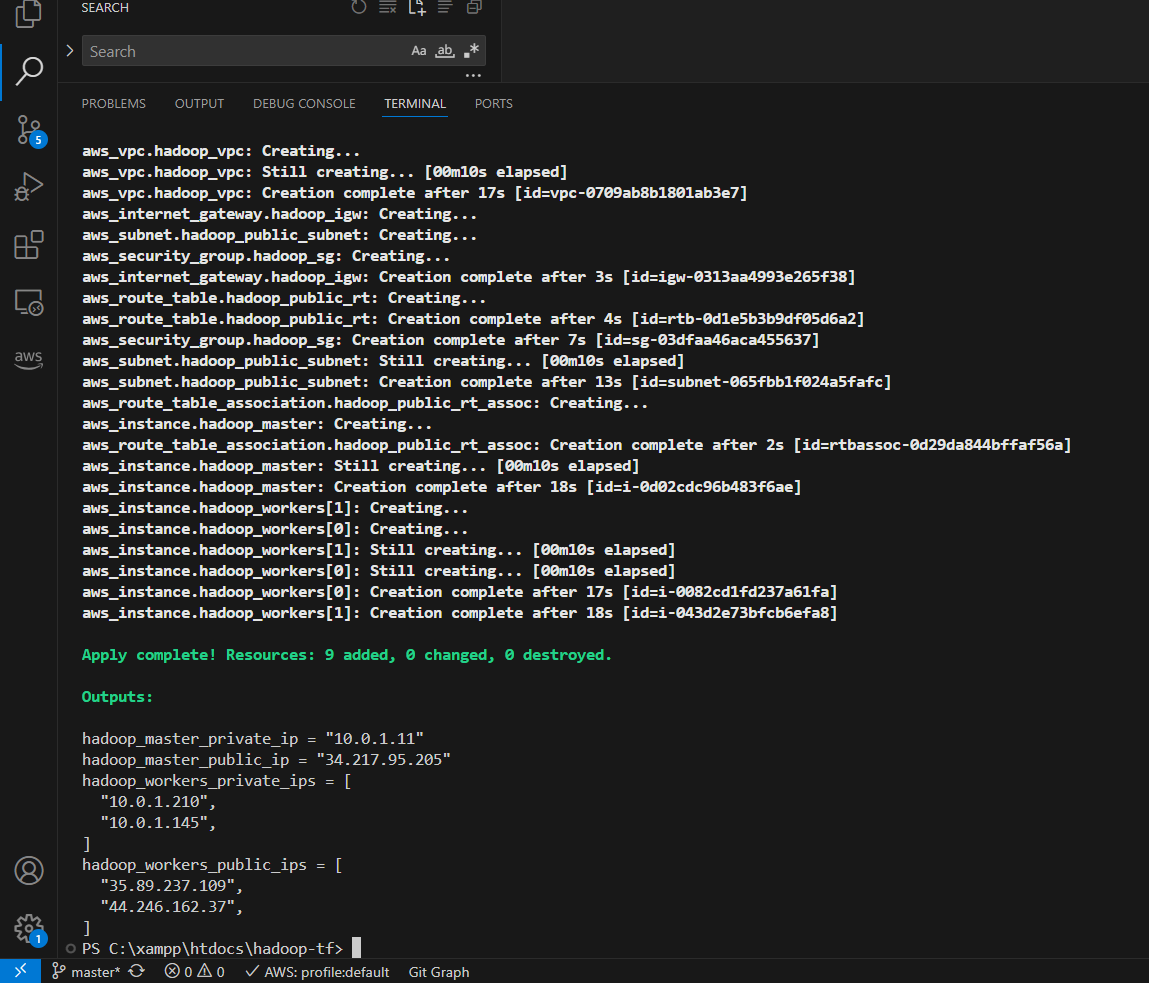 SEARCH
Search
Aa
ab
.*
...
PROBLEMS
OUTPUT
DEBUG CONSOLE
TERMINAL
PORTS
5
aws
aws_vpc.hadoop_vpc: Creating...
aws_vpc.hadoop_vpc: Still creating... [00m10s elapsed]
aws_vpc.hadoop_vpc: Creation complete after 17s [id=vpc-0709ab8b1801ab3e7]
aws_internet_gateway.hadoop_igw: Creating...
aws_subnet.hadoop_public_subnet: Creating...
aws_security_group.hadoop_sg: Creating...
aws_internet_gateway.hadoop_igw: Creation complete after 3s [id=igw-0313aa4993e265f38]
aws_route_table.hadoop_public_rt: Creating...
aws_route_table.hadoop_public_rt: Creation complete after 4s [id=rtb-0d1e5b3b9df05d6a2]
aws_security_group.hadoop_sg: Creation complete after 7s [id=sg-03dfaa46aca455637]
aws_subnet.hadoop_public_subnet: Still creating... [00m10s elapsed]
aws_subnet.hadoop_public_subnet: Creation complete after 13s [id=subnet-065fbb1f024a5fafc]
aws_route_table_association.hadoop_public_rt_assoc: Creating...
aws_instance.hadoop_master: Creating...
aws_route_table_association.hadoop_public_rt_assoc: Creation complete after 2s [id=rtbassoc-0d29da844bffaf56a]
aws_instance.hadoop_master: Still creating... [00m10s elapsed]
aws_instance.hadoop_master: Creation complete after 18s [id=i-0d02cdc96b483f6ae]
aws_instance.hadoop_workers[1]: Creating...
aws_instance.hadoop_workers[0]: Creating...
aws_instance.hadoop_workers[1]: Still creating... [00m10s elapsed]
aws_instance.hadoop_workers[0]: Still creating... [00m10s elapsed]
aws_instance.hadoop_workers[0]: Creation complete after 17s [id=i-0082cd1fd237a61fa]
aws_instance.hadoop_workers[1]: Creation complete after 18s [id=i-043d2e73bfcb6efa8]
Apply complete! Resources: 9 added, 0 changed, 0 destroyed.
Outputs:
hadoop_master_private_ip = "10.0.1.11"
hadoop_master_public_ip = "34.217.95.205"
hadoop_workers_private_ips = [
"10.0.1.210",
"10.0.1.145",
]
hadoop_workers_public_ips = [
"35.89.237.109",
"44.246.162.37",
]
1
PS C:\xampp\htdocs\hadoop-tf>
master* 0 0 AWS: profile:default Git Graph